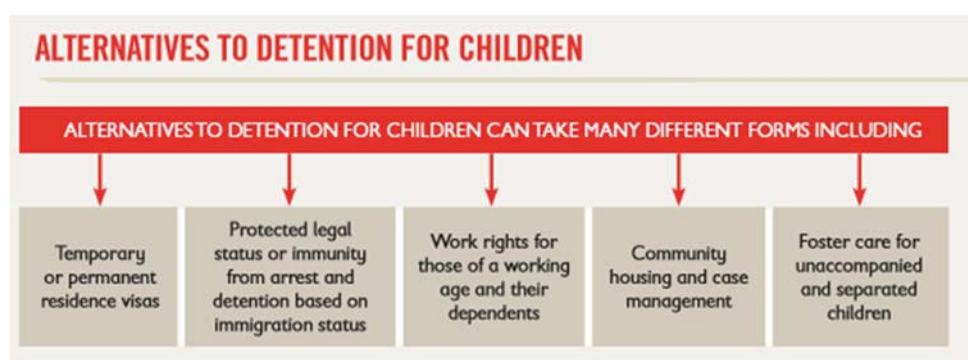 ALTERNATIVES TO DETENTION FOR CHILDREN
ALTERNATIVES TO DETENTION FOR CHILDREN CAN TAKE MANY DIFFERENT FORMS INCLUDING
Temporary
or permanent
residence visas
Protected legal
status or immunity
from arrest and
detention based on
immigration status
Work rights for
those of a working
age and their
dependents
Community
housing and case
management
Foster care for
unaccompanied
and separated
children